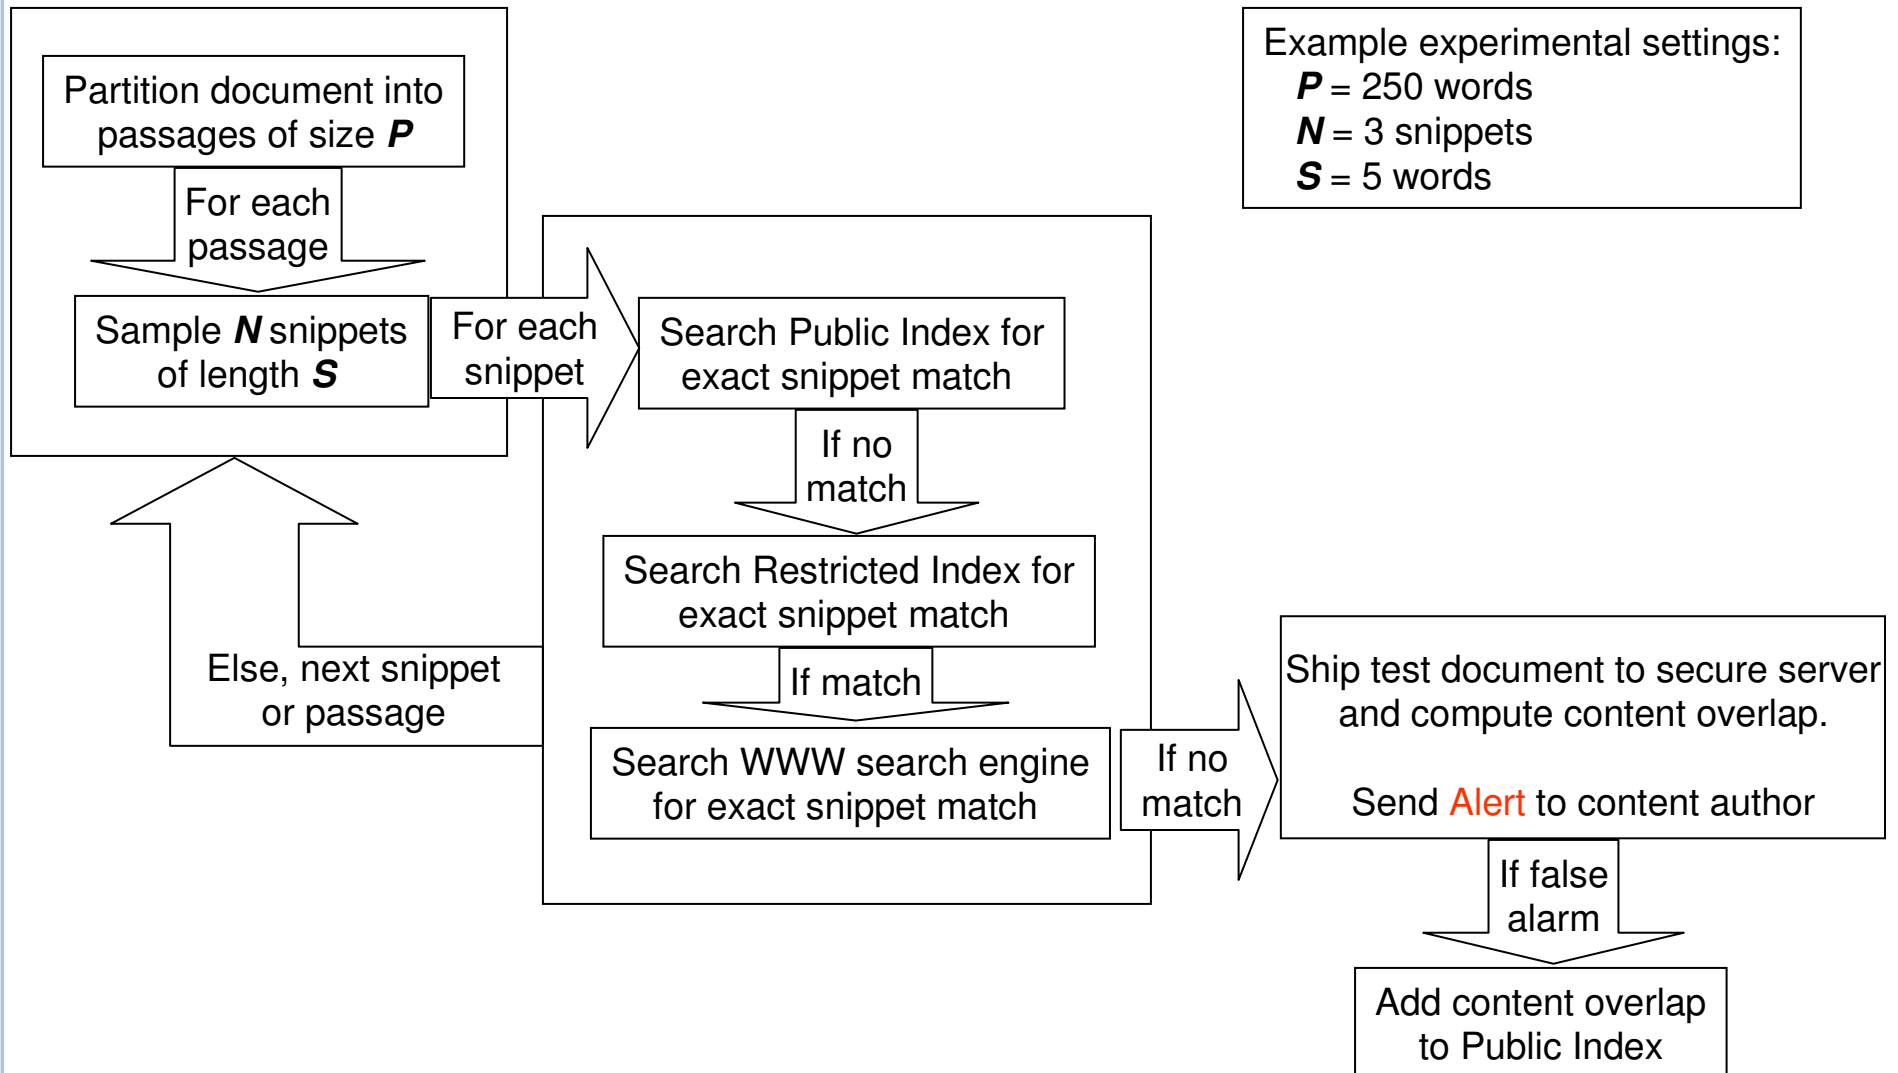 Partition document into
passages of size P
For each
passage
Sample N snippets
of length S
For each
snippet
Search Public Index for
exact snippet match
If no
match
Search Restricted Index for
exact snippet match
If match
Search WWW search engine
for exact snippet match
Else, next snippet
or passage
If no
match
Ship test document to secure server
and compute content overlap.
Send Alert to content author
If false
alarm
Add content overlap
to Public Index
Example experimental settings:
P = 250 words
N = 3 snippets
S = 5 words